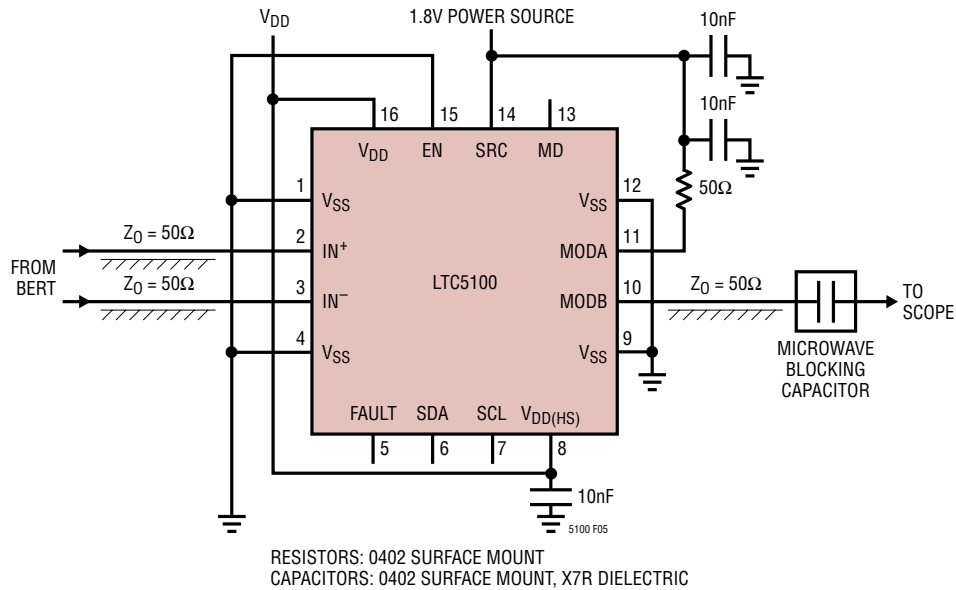 VDD
1.8V POWER SOURCE
10nF
10nF
16
15
14
13
VDD
EN
SRC
MD
50Ω
1
VSS
VSS
12
Z0 = 50Ω
2
IN+
MODA
11
FROM
BERT
LTC5100
Z0 = 50Ω
3
IN−
MODB
10
Z0 = 50Ω
TO
SCOPE
4
VSS
VSS
9
MICROWAVE
BLOCKING
CAPACITOR
FAULT
SDA
SCL
VDD(HS)
5
6
7
8
10nF
5100 F05
RESISTORS: 0402 SURFACE MOUNT
CAPACITORS: 0402 SURFACE MOUNT, X7R DIELECTRIC